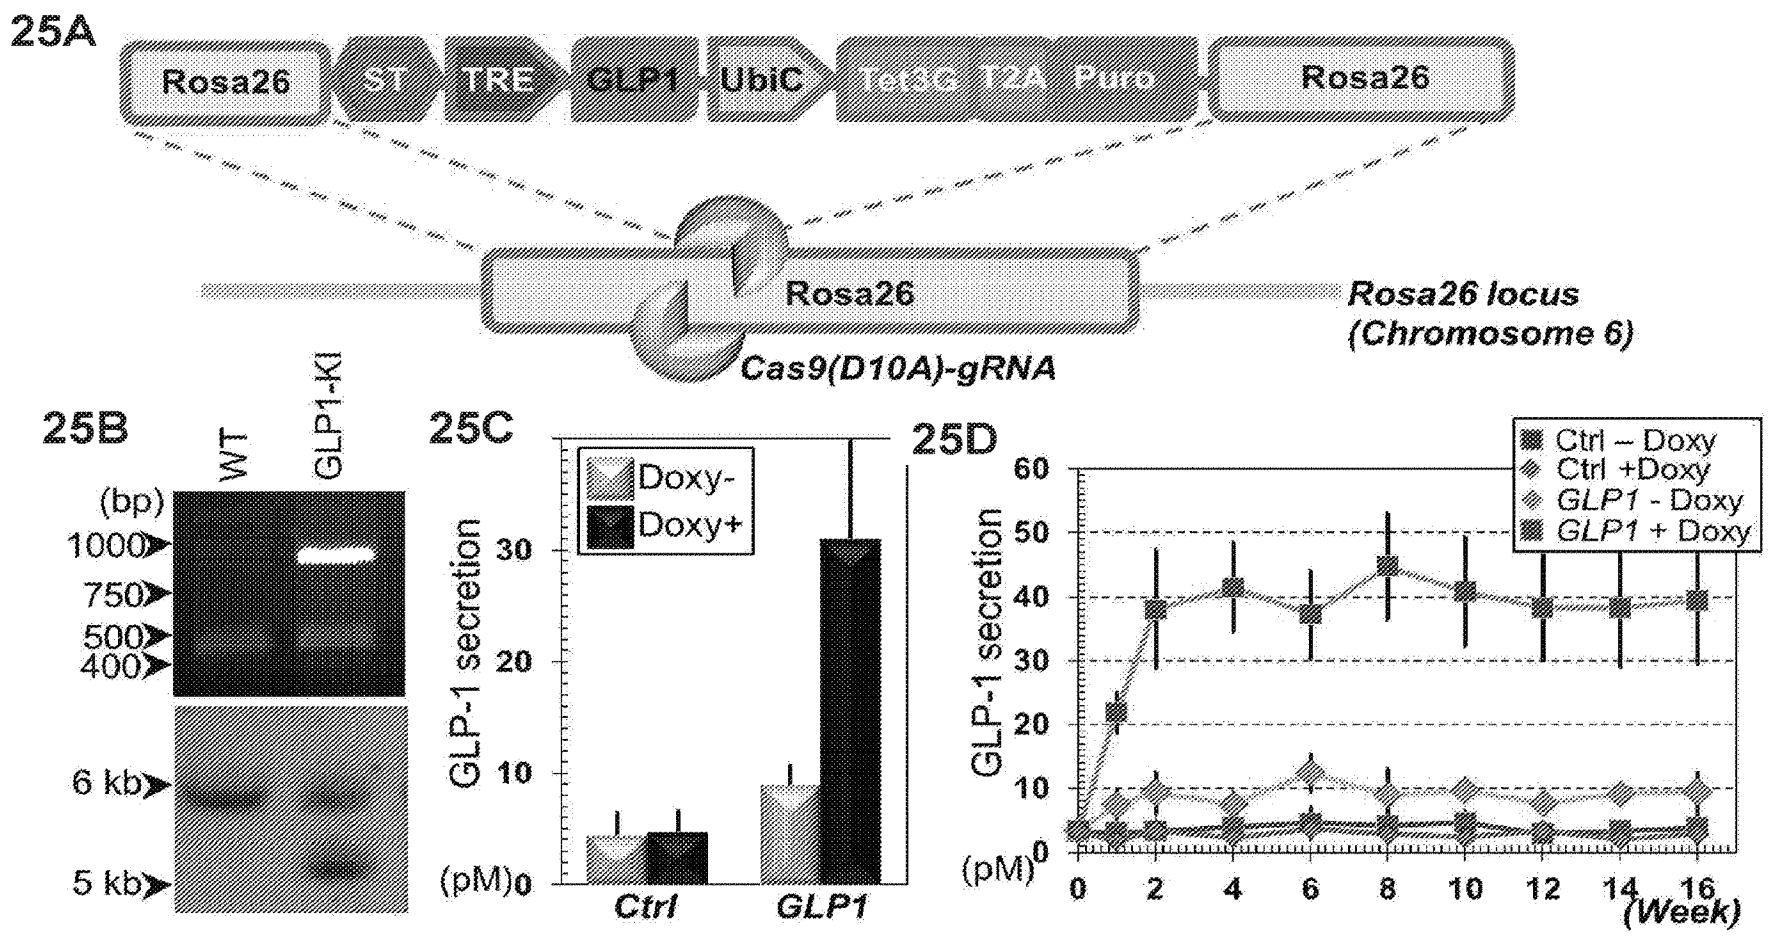 25A
Rosa26 ST TRE GLP1 UbiC Tet3G T2A Puro Rosa26
Rosa26
Rosa26 locus
(Chromosome 6)
Cas9(D10A)-gRNA
25B
WT
GLP1-KI
(bp)
1000
750
500
400
6 kb
5 kb
25C
Doxy-
Doxy+
GLP-1 secretion
30
20
10
(pM) 0
Ctrl GLP1
25D
Ctrl – Doxy
Ctrl +Doxy
GLP1 - Doxy
GLP1 + Doxy
GLP-1 secretion
60
50
40
30
20
10
0
(pM)
0 2 4 6 8 10 12 14 16
(Week)